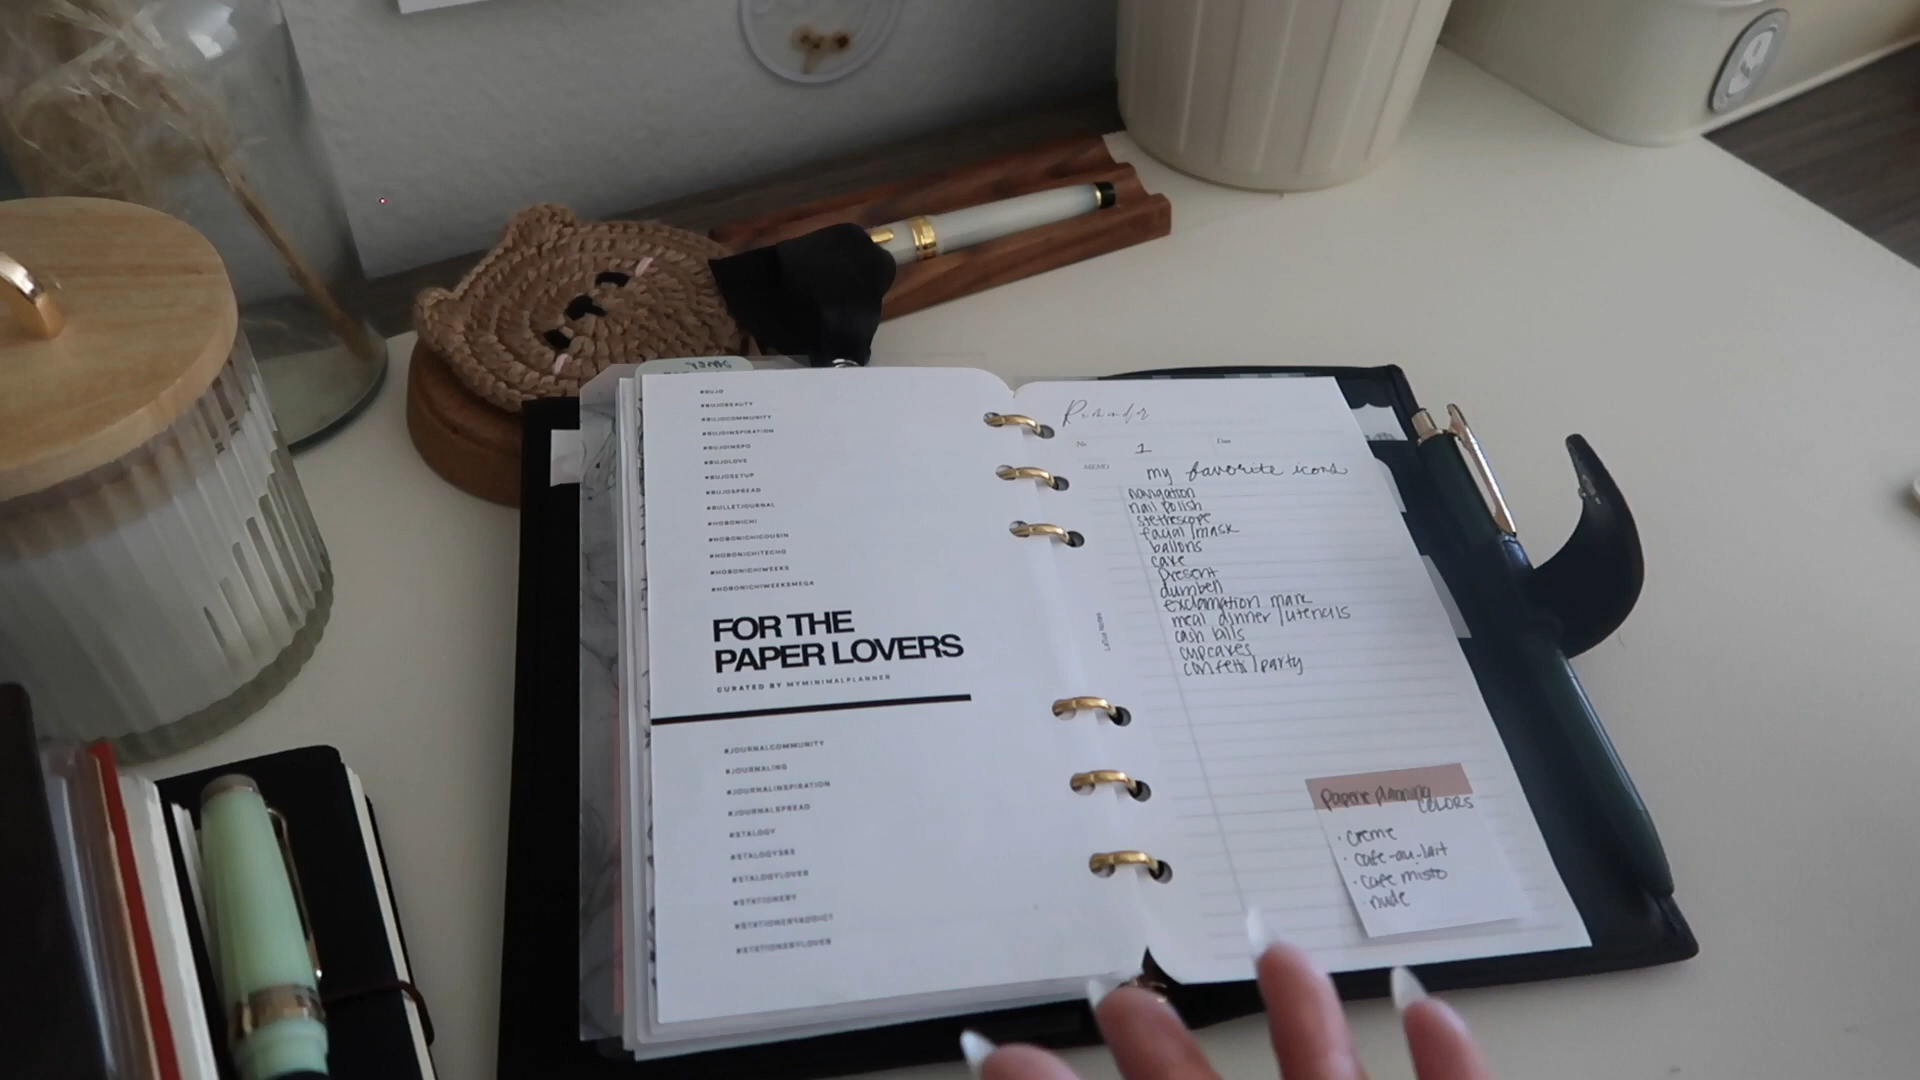 #BUJO
#BUJOBEAUTY
#BUJOCOMMUNITY
#BUJOINSPIRATION
#BUJOINSPO
#BUJOLOVE
#BUJOSETUP
#BUJOSPREAD
#BULLETJOURNAL
#HOBONICHI
#HOBONICHICOUSIN
#HOBONICHITECHO
#HOBONICHIWEEKS
#HOBONICHIWEEKSMEGA
FOR THE
PAPER LOVERS
CURATED BY MYMINIMALPLANNER
#JOURNALCOMMUNITY
#JOURNALING
#JOURNALINSPIRATION
#JOURNALSPREAD
#STALOGY
#STALOGY365
#STALOGYLOVER
#STATIONERY
#STATIONERYADDICT
#STATIONERYLOVER
Reminder
No 1 Date
MEMO my favorite icons
navigation
nail polish
stethescope
facial/mask
ballons
cake
Present
dumbell
exclamation mark
meal dinner/utencils
cash bills
cupcakes
confetti/party
Notes
paperie planning
COLORS
· creme
· cafe-au-lait
· cafe misto
· nude